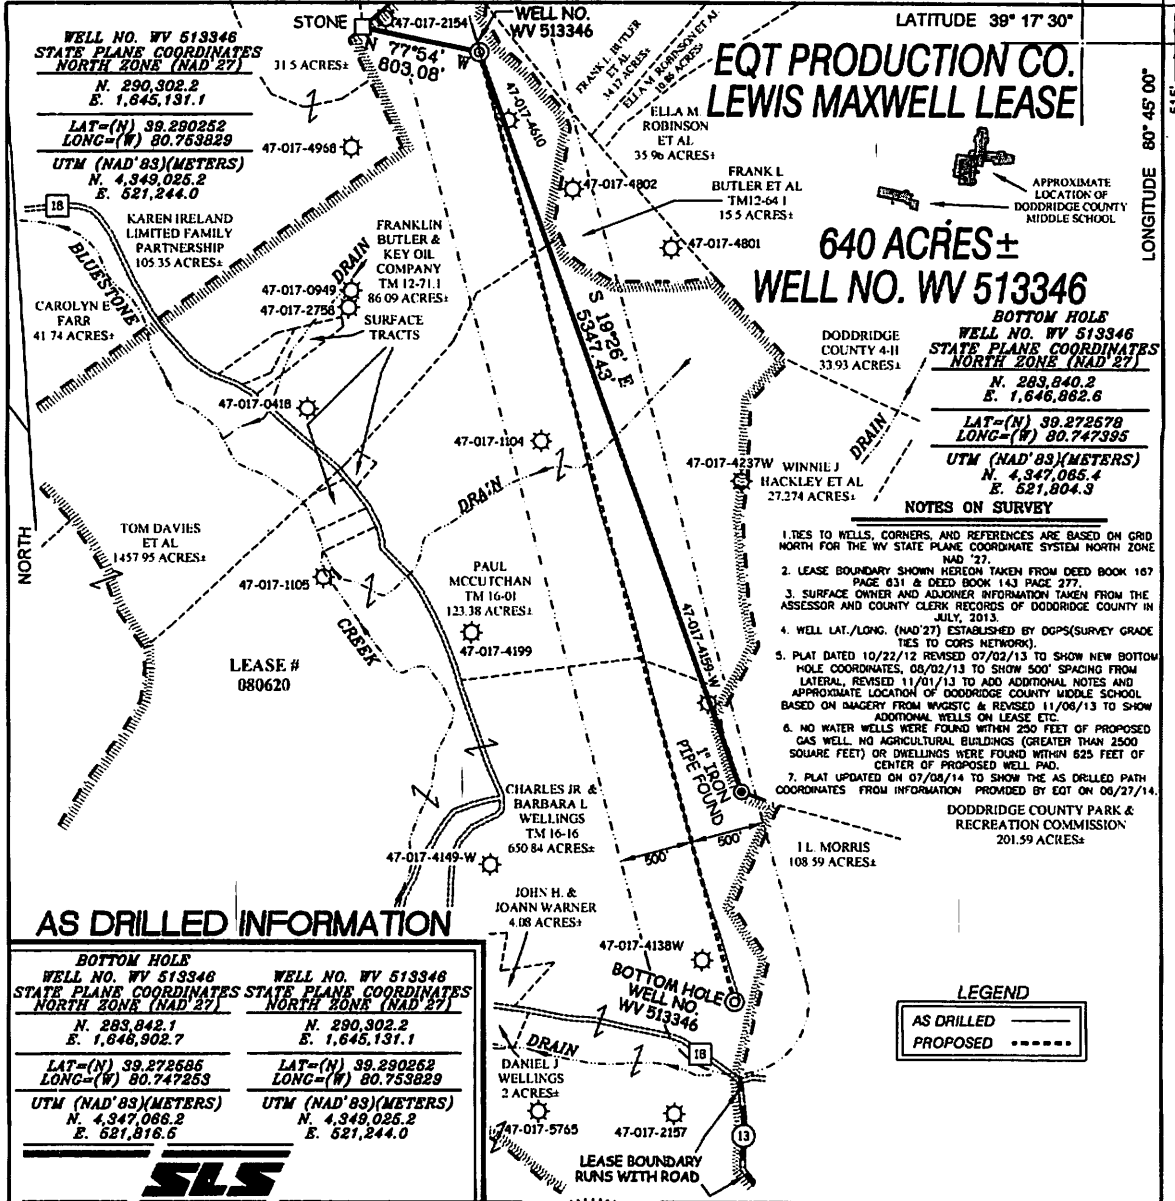 WELL NO. WV 513346
STATE PLANE COORDINATES
NORTH ZONE (NAD'27)
N. 290,302.2
E. 1,645,131.1
LAT=(N) 39.290252
LONG=(W) 80.753829
UTM (NAD'83)(METERS)
N. 4,349,025.2
E. 521,244.0
STONE
47-017-2154
WELL NO.
WV 513346
N 77°54' W
803.08'
31.5 ACRES±
47-017-4968
47-017-4610
FRANK L. BUTLER
ET AL
ELLA M. ROBINSON ET AL
ELLA M.
ROBINSON
ET AL
35.96 ACRES±
47-017-4802
FRANK L
BUTLER ET AL
TM12-64.1
15.5 ACRES±
47-017-4801
LATITUDE 39° 17' 30"
LONGITUDE 80° 45' 00"
EQT PRODUCTION CO.
LEWIS MAXWELL LEASE
APPROXIMATE
LOCATION OF
DODDRIDGE COUNTY
MIDDLE SCHOOL
640 ACRES±
WELL NO. WV 513346
BOTTOM HOLE
WELL NO. WV 513346
STATE PLANE COORDINATES
NORTH ZONE (NAD'27)
N. 283,840.2
E. 1,646,862.6
LAT=(N) 39.272578
LONG=(W) 80.747395
UTM (NAD'83)(METERS)
N. 4,347,065.4
E. 521,804.3
18
KAREN IRELAND
LIMITED FAMILY
PARTNERSHIP
105.35 ACRES±
BLUESTONE
CAROLYN E
FARR
41.74 ACRES±
FRANKLIN
BUTLER &
KEY OIL
COMPANY
TM 12-71.1
86.09 ACRES±
DRAIN
47-017-0949
47-017-2758
SURFACE
TRACTS
47-017-0418
S 19°26' E
5347.43'
DODDRIDGE
COUNTY 4-H
33.93 ACRES±
DRAIN
47-017-1104
47-017-4237W
WINNIE J
HACKLEY ET AL
27.274 ACRES±
DRAIN
NORTH
TOM DAVIES
ET AL
1457.95 ACRES±
47-017-1105
CREEK
PAUL
MCCUTCHAN
TM 16-01
123.38 ACRES±
47-017-4199
47-017-4159-W
LEASE #
080620
NOTES ON SURVEY
1. TIES TO WELLS, CORNERS, AND REFERENCES ARE BASED ON GRID
NORTH FOR THE WV STATE PLANE COORDINATE SYSTEM NORTH ZONE
NAD '27.
2. LEASE BOUNDARY SHOWN HEREON TAKEN FROM DEED BOOK 167
PAGE 631 & DEED BOOK 143 PAGE 277.
3. SURFACE OWNER AND ADJOINER INFORMATION TAKEN FROM THE
ASSESSOR AND COUNTY CLERK RECORDS OF DODDRIDGE COUNTY IN
JULY, 2013.
4. WELL LAT./LONG. (NAD'27) ESTABLISHED BY DGPS(SURVEY GRADE
TIES TO CORS NETWORK).
5. PLAT DATED 10/22/12 REVISED 07/02/13 TO SHOW NEW BOTTOM
HOLE COORDINATES, 08/02/13 TO SHOW 500' SPACING FROM
LATERAL, REVISED 11/01/13 TO ADD ADDITIONAL NOTES AND
APPROXIMATE LOCATION OF DODDRIDGE COUNTY MIDDLE SCHOOL
BASED ON IMAGERY FROM WVGISTC & REVISED 11/06/13 TO SHOW
ADDITIONAL WELLS ON LEASE ETC.
6. NO WATER WELLS WERE FOUND WITHIN 250 FEET OF PROPOSED
GAS WELL. NO AGRICULTURAL BUILDINGS (GREATER THAN 2500
SQUARE FEET) OR DWELLINGS WERE FOUND WITHIN 625 FEET OF
CENTER OF PROPOSED WELL PAD.
7. PLAT UPDATED ON 07/08/14 TO SHOW THE AS DRILLED PATH
COORDINATES FROM INFORMATION PROVIDED BY EQT ON 06/27/14.
1" IRON
PIPE FOUND
DODDRIDGE COUNTY PARK &
RECREATION COMMISSION
201.59 ACRES±
CHARLES JR &
BARBARA L
WELLINGS
TM 16-16
650.84 ACRES±
47-017-4149-W
500'
500'
I L. MORRIS
108.59 ACRES±
JOHN H. &
JOANN WARNER
4.08 ACRES±
47-017-4138W
BOTTOM HOLE
WELL NO.
WV 513346
DRAIN
18
DANIEL J
WELLINGS
2 ACRES±
47-017-5765
47-017-2157
13
LEASE BOUNDARY
RUNS WITH ROAD
LEGEND
AS DRILLED
PROPOSED
AS DRILLED INFORMATION
BOTTOM HOLE
WELL NO. WV 513346
STATE PLANE COORDINATES
NORTH ZONE (NAD'27)
N. 283,842.1
E. 1,646,902.7
LAT=(N) 39.272585
LONG=(W) 80.747253
UTM (NAD'83)(METERS)
N. 4,347,066.2
E. 521,816.5
WELL NO. WV 513346
STATE PLANE COORDINATES
NORTH ZONE (NAD'27)
N. 290,302.2
E. 1,645,131.1
LAT=(N) 39.290252
LONG=(W) 80.753829
UTM (NAD'83)(METERS)
N. 4,349,025.2
E. 521,244.0
SLS